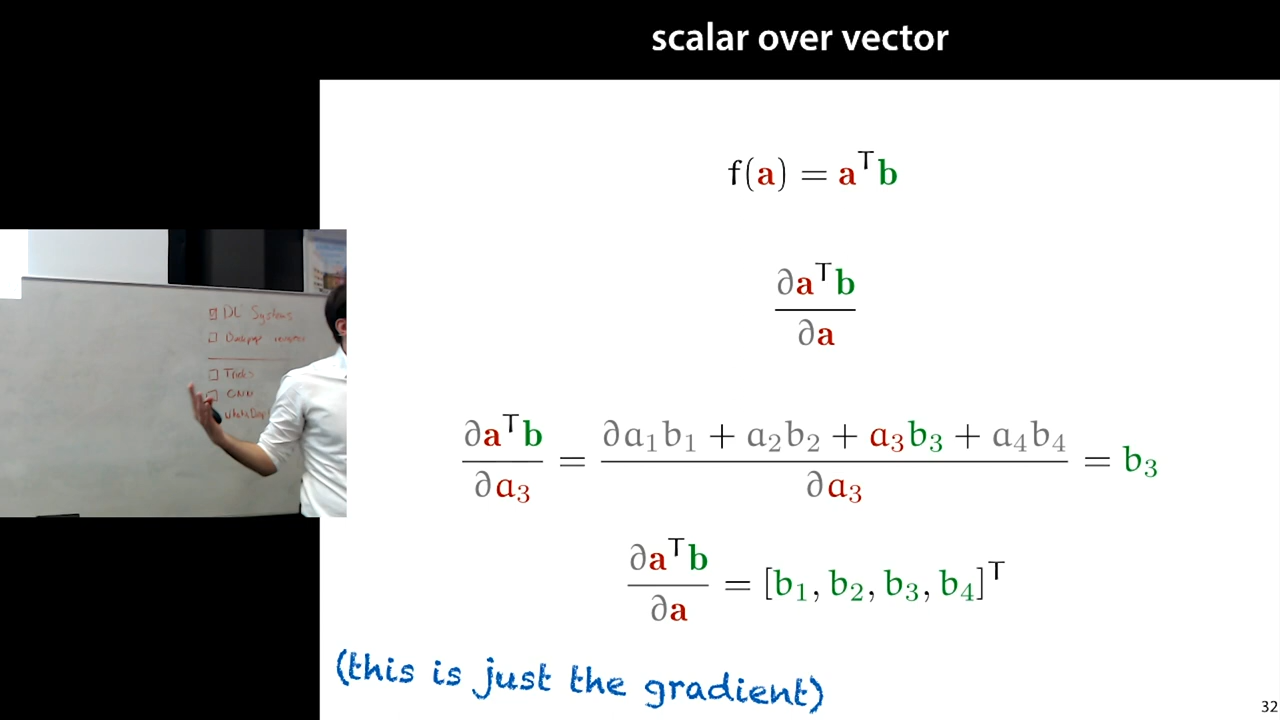 scalar over vector
f(a) = aᵀb
∂aᵀb / ∂a
∂aᵀb / ∂a₃ = ∂a₁b₁ + a₂b₂ + a₃b₃ + a₄b₄ / ∂a₃ = b₃
∂aᵀb / ∂a = [b₁, b₂, b₃, b₄]ᵀ
(this is just the gradient)
32
DL Systems
Tricks